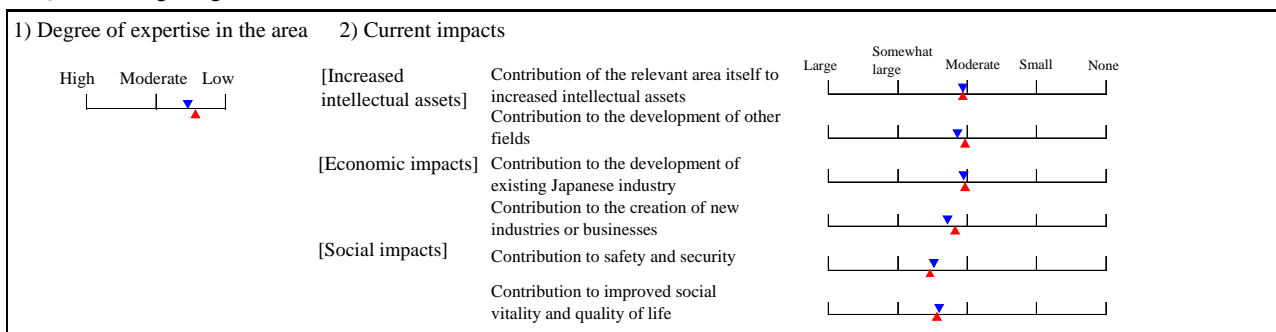 1) Degree of expertise in the area 2) Current impacts
High Moderate Low
Large Somewhat large Moderate Small None
[Increased intellectual assets]
Contribution of the relevant area itself to
increased intellectual assets
Contribution to the development of other
fields
[Economic impacts] Contribution to the development of
existing Japanese industry
Contribution to the creation of new
industries or businesses
[Social impacts] Contribution to safety and security
Contribution to improved social
vitality and quality of life